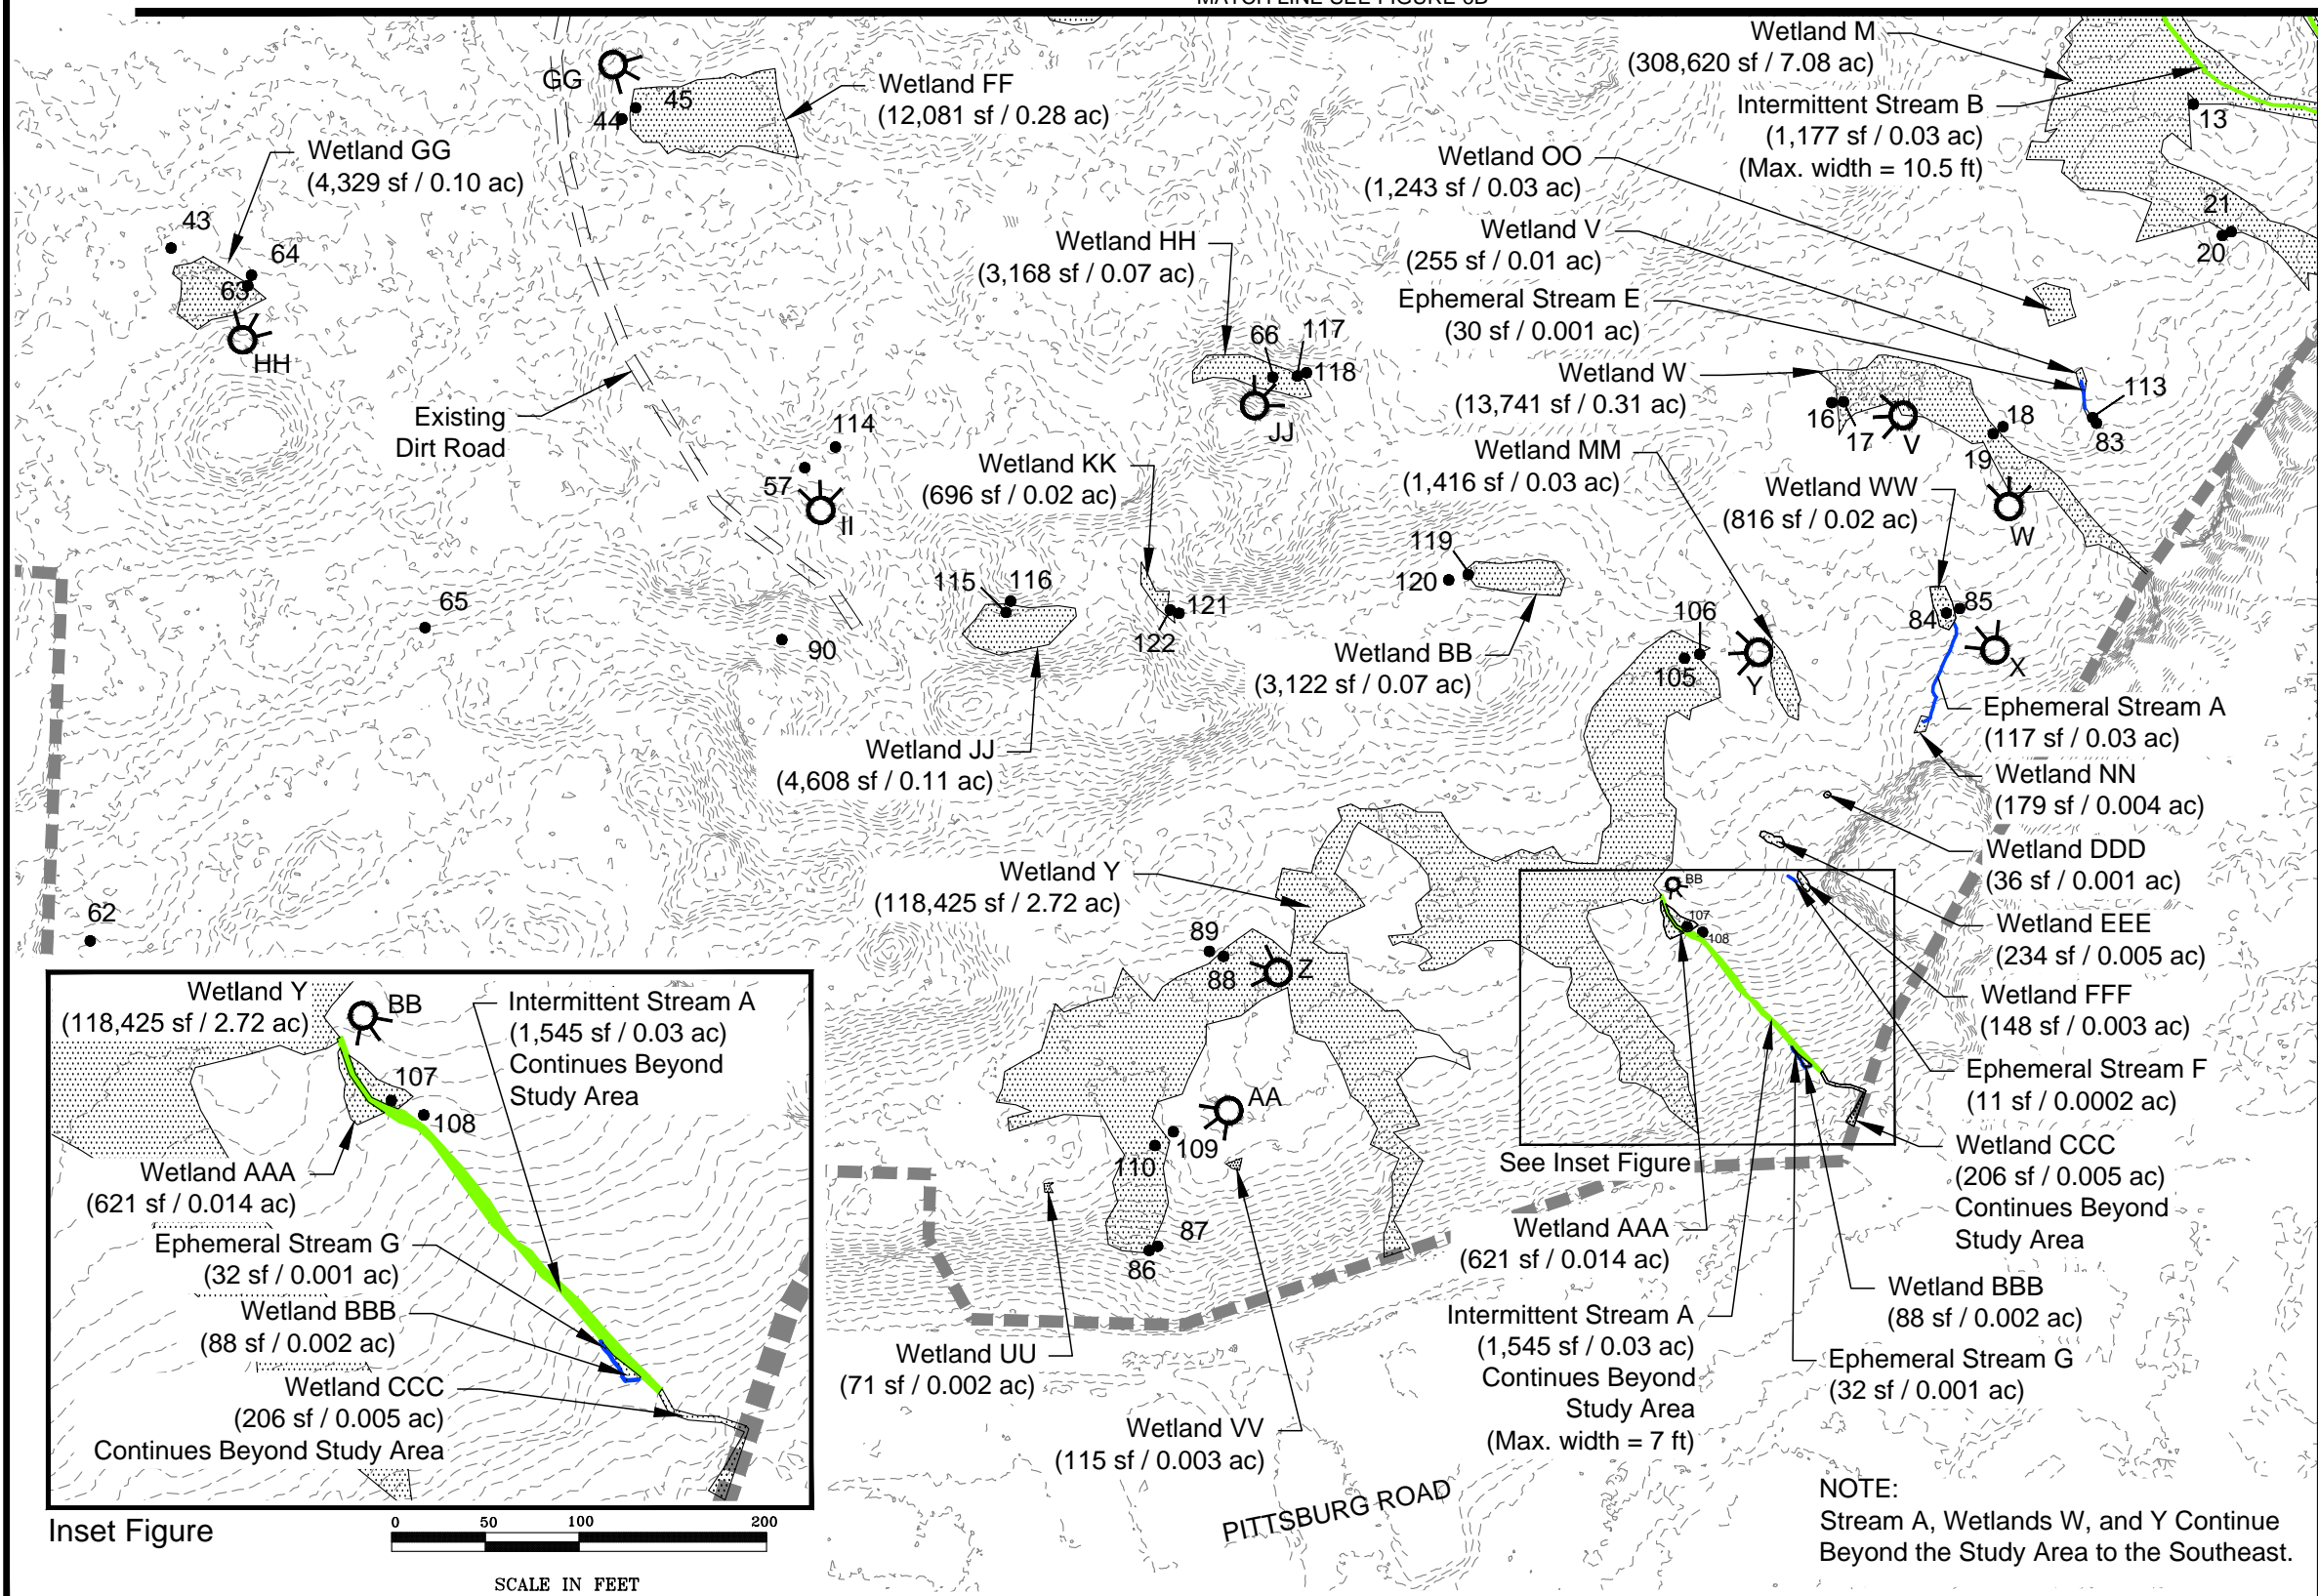 MATCH LINE SEE FIGURE
Wetland M
(308,620 sf / 7.08 ac)
Intermittent Stream B
(1,177 sf / 0.03 ac)
(Max. width = 10.5 ft)
13
21
20
GG
44
45
Wetland FF
(12,081 sf / 0.28 ac)
Wetland GG
(4,329 sf / 0.10 ac)
43
64
63
HH
Existing
Dirt Road
Wetland OO
(1,243 sf / 0.03 ac)
Wetland V
(255 sf / 0.01 ac)
Ephemeral Stream E
(30 sf / 0.001 ac)
Wetland HH
(3,168 sf / 0.07 ac)
66
117
118
JJ
Wetland W
(13,741 sf / 0.31 ac)
16
17
V
18
19
113
83
W
114
57
II
Wetland KK
(696 sf / 0.02 ac)
Wetland MM
(1,416 sf / 0.03 ac)
Wetland WW
(816 sf / 0.02 ac)
119
120
115
116
121
122
65
90
Wetland BB
(3,122 sf / 0.07 ac)
106
105
Y
84
85
X
Wetland JJ
(4,608 sf / 0.11 ac)
Ephemeral Stream A
(117 sf / 0.03 ac)
Wetland NN
(179 sf / 0.004 ac)
Wetland DDD
(36 sf / 0.001 ac)
Wetland EEE
(234 sf / 0.005 ac)
Wetland FFF
(148 sf / 0.003 ac)
Ephemeral Stream F
(11 sf / 0.0002 ac)
Wetland CCC
(206 sf / 0.005 ac)
Continues Beyond
Study Area
62
Wetland Y
(118,425 sf / 2.72 ac)
89
88
Z
BB
107
108
AA
109
110
87
86
See Inset Figure
Wetland AAA
(621 sf / 0.014 ac)
Intermittent Stream A
(1,545 sf / 0.03 ac)
Continues Beyond
Study Area
(Max. width = 7 ft)
Wetland BBB
(88 sf / 0.002 ac)
Ephemeral Stream G
(32 sf / 0.001 ac)
Wetland UU
(71 sf / 0.002 ac)
Wetland VV
(115 sf / 0.003 ac)
PITTSBURG ROAD
NOTE:
Stream A, Wetlands W, and Y Continue
Beyond the Study Area to the Southeast.
Wetland Y
(118,425 sf / 2.72 ac)
BB
Intermittent Stream A
(1,545 sf / 0.03 ac)
Continues Beyond
Study Area
107
108
Wetland AAA
(621 sf / 0.014 ac)
Ephemeral Stream G
(32 sf / 0.001 ac)
Wetland BBB
(88 sf / 0.002 ac)
Wetland CCC
(206 sf / 0.005 ac)
Continues Beyond Study Area
Inset Figure
0 50 100 200
SCALE IN FEET